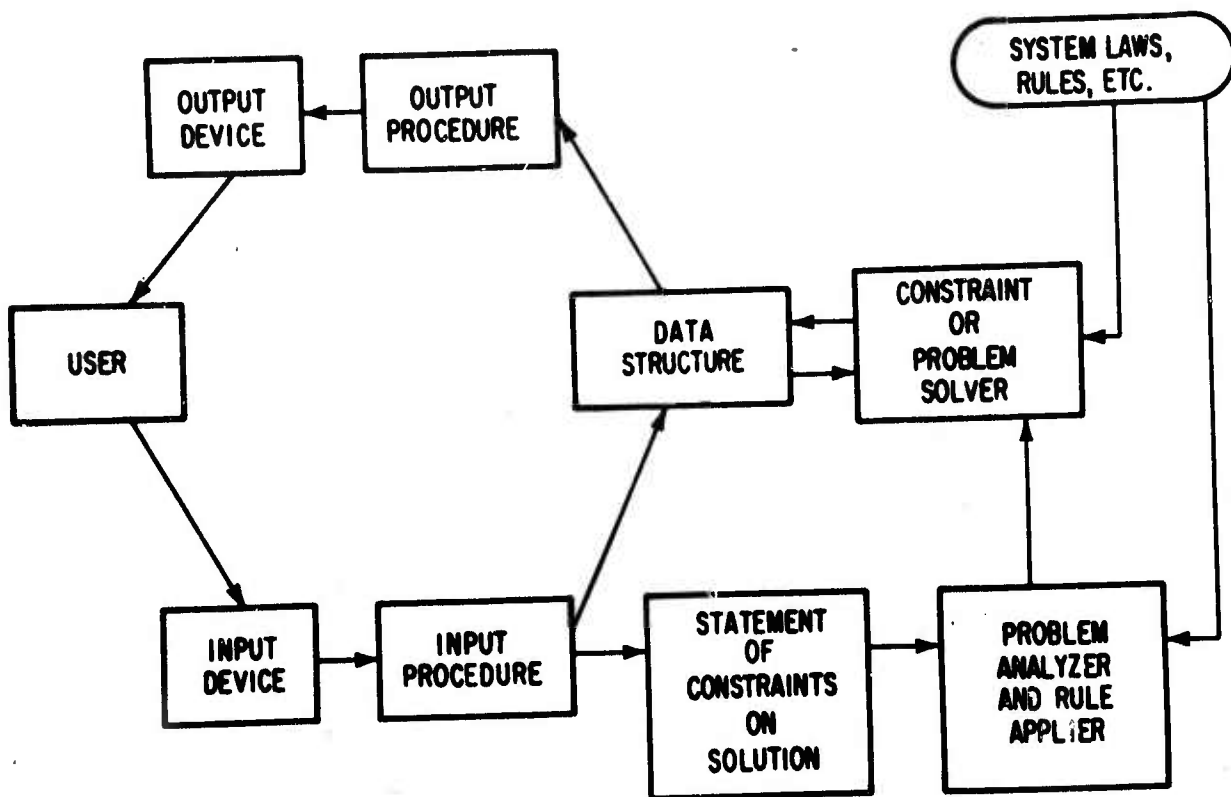 SYSTEM LAWS,
RULES, ETC.
OUTPUT
DEVICE
OUTPUT
PROCEDURE
USER
DATA
STRUCTURE
CONSTRAINT
OR
PROBLEM
SOLVER
INPUT
DEVICE
INPUT
PROCEDURE
STATEMENT
OF
CONSTRAINTS
ON
SOLUTION
PROBLEM
ANALYZER
AND RULE
APPLIER